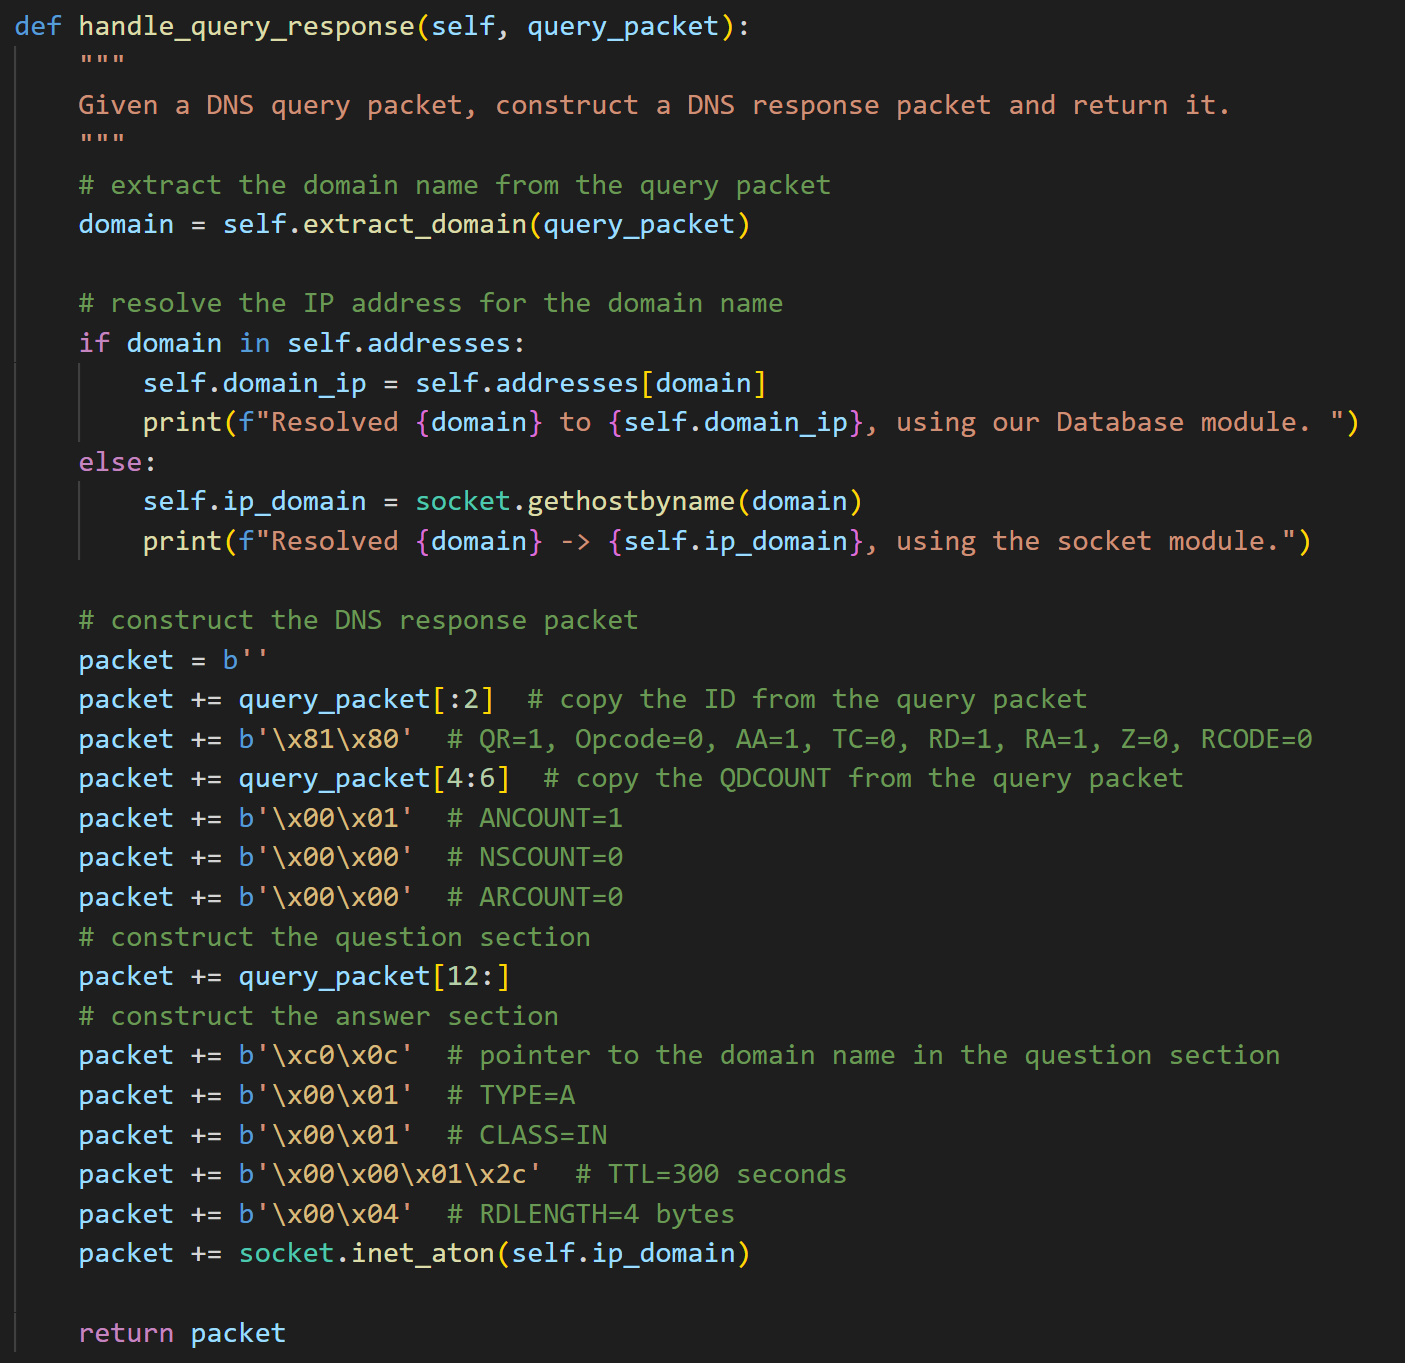 def handle_query_response(self, query_packet):
    """
    Given a DNS query packet, construct a DNS response packet and return it.
    """
    # extract the domain name from the query packet
    domain = self.extract_domain(query_packet)

    # resolve the IP address for the domain name
    if domain in self.addresses:
        self.domain_ip = self.addresses[domain]
        print(f"Resolved {domain} to {self.domain_ip}, using our Database module. ")
    else:
        self.ip_domain = socket.gethostbyname(domain)
        print(f"Resolved {domain} -> {self.ip_domain}, using the socket module.")

    # construct the DNS response packet
    packet = b''
    packet += query_packet[:2]  # copy the ID from the query packet
    packet += b'\x81\x80'  # QR=1, Opcode=0, AA=1, TC=0, RD=1, RA=1, Z=0, RCODE=0
    packet += query_packet[4:6]  # copy the QDCOUNT from the query packet
    packet += b'\x00\x01'  # ANCOUNT=1
    packet += b'\x00\x00'  # NSCOUNT=0
    packet += b'\x00\x00'  # ARCOUNT=0
    # construct the question section
    packet += query_packet[12:]
    # construct the answer section
    packet += b'\xc0\x0c'  # pointer to the domain name in the question section
    packet += b'\x00\x01'  # TYPE=A
    packet += b'\x00\x01'  # CLASS=IN
    packet += b'\x00\x00\x01\x2c'  # TTL=300 seconds
    packet += b'\x00\x04'  # RDLENGTH=4 bytes
    packet += socket.inet_aton(self.ip_domain)

    return packet